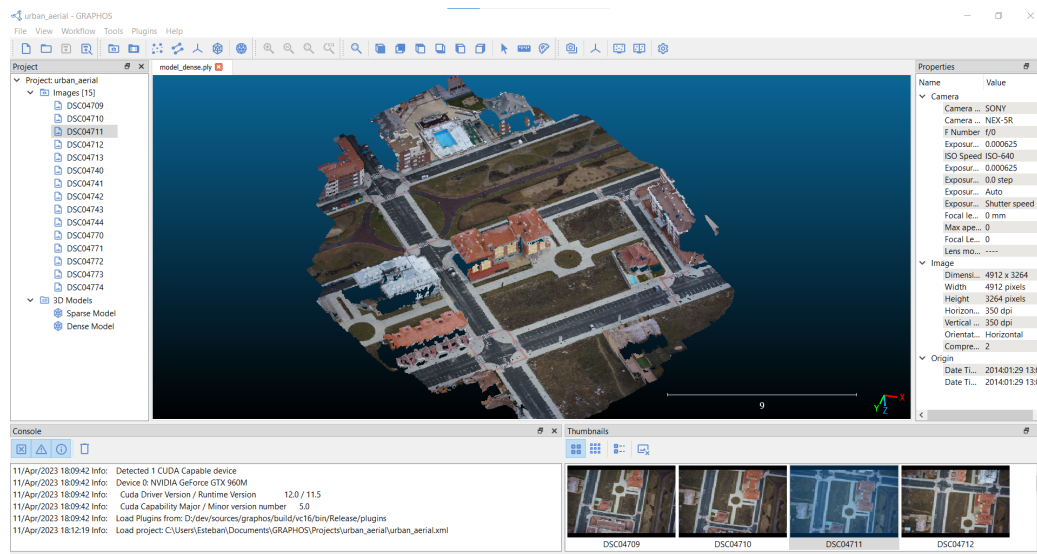 urban_aerial - GRAPHOS
File View Workflow Tools Plugins Help
Project
Project: urban_aerial
Images [15]
DSC04709
DSC04710
DSC04711
DSC04712
DSC04713
DSC04740
DSC04741
DSC04742
DSC04743
DSC04744
DSC04770
DSC04771
DSC04772
DSC04773
DSC04774
3D Models
Sparse Model
Dense Model
model_dense.ply
9
X
Y
Z
Properties
Name Value
Camera
Camera ... SONY
Camera ... NEX-5R
F Number f/0
Exposur... 0.000625
ISO Speed ISO-640
Exposur... 0.000625
Exposur... 0.0 step
Exposur... Auto
Exposur... Shutter speed
Focal le... 0 mm
Max ape... 0
Focal Le... 0
Lens mo... ----
Image
Dimensi... 4912 x 3264
Width 4912 pixels
Height 3264 pixels
Horizon... 350 dpi
Vertical ... 350 dpi
Orientat... Horizontal
Compre... 2
Origin
Date Ti... 2014:01:29 13:
Date Ti... 2014:01:29 13:
Console
11/Apr/2023 18:09:42 Info: Detected 1 CUDA Capable device
11/Apr/2023 18:09:42 Info: Device 0: NVIDIA GeForce GTX 960M
11/Apr/2023 18:09:42 Info: Cuda Driver Version / Runtime Version 12.0 / 11.5
11/Apr/2023 18:09:42 Info: Cuda Capability Major / Minor version number 5.0
11/Apr/2023 18:09:42 Info: Load Plugins from: D:/dev/sources/graphos/build/vc16/bin/Release/plugins
11/Apr/2023 18:12:19 Info: Load project: C:\Users\Esteban\Documents\GRAPHOS\Projects\urban_aerial\urban_aerial.xml
Thumbnails
DSC04709
DSC04710
DSC04711
DSC04712